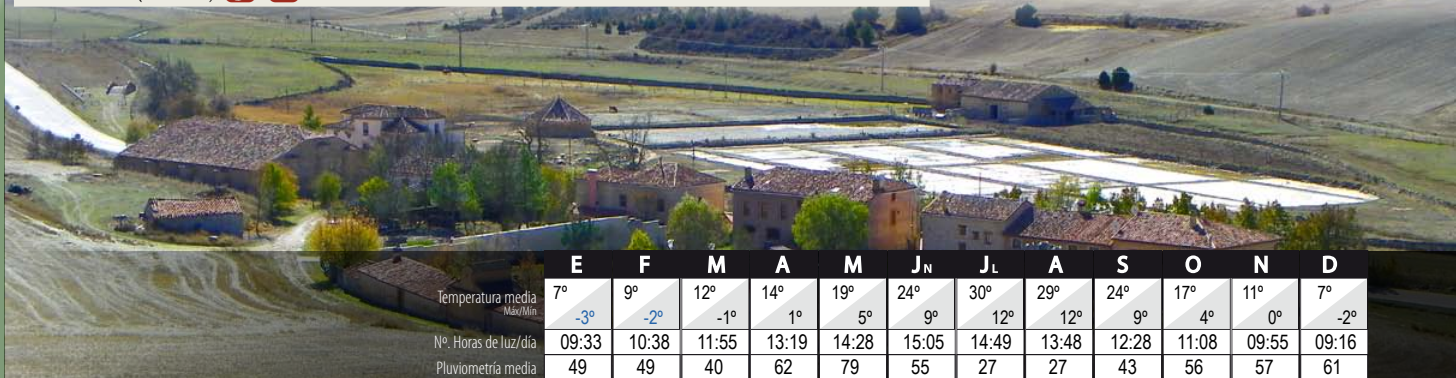 E F M A M JN JL A S O N D
Temperatura media 7º 9º 12º 14º 19º 24º 30º 29º 24º 17º 11º 7º
Máx/Mín -3º -2º -1º 1º 5º 9º 12º 12º 9º 4º 0º -2º
Nº. Horas de luz/día 09:33 10:38 11:55 13:19 14:28 15:05 14:49 13:48 12:28 11:08 09:55 09:16
Pluviometría media 49 49 40 62 79 55 27 27 43 56 57 61